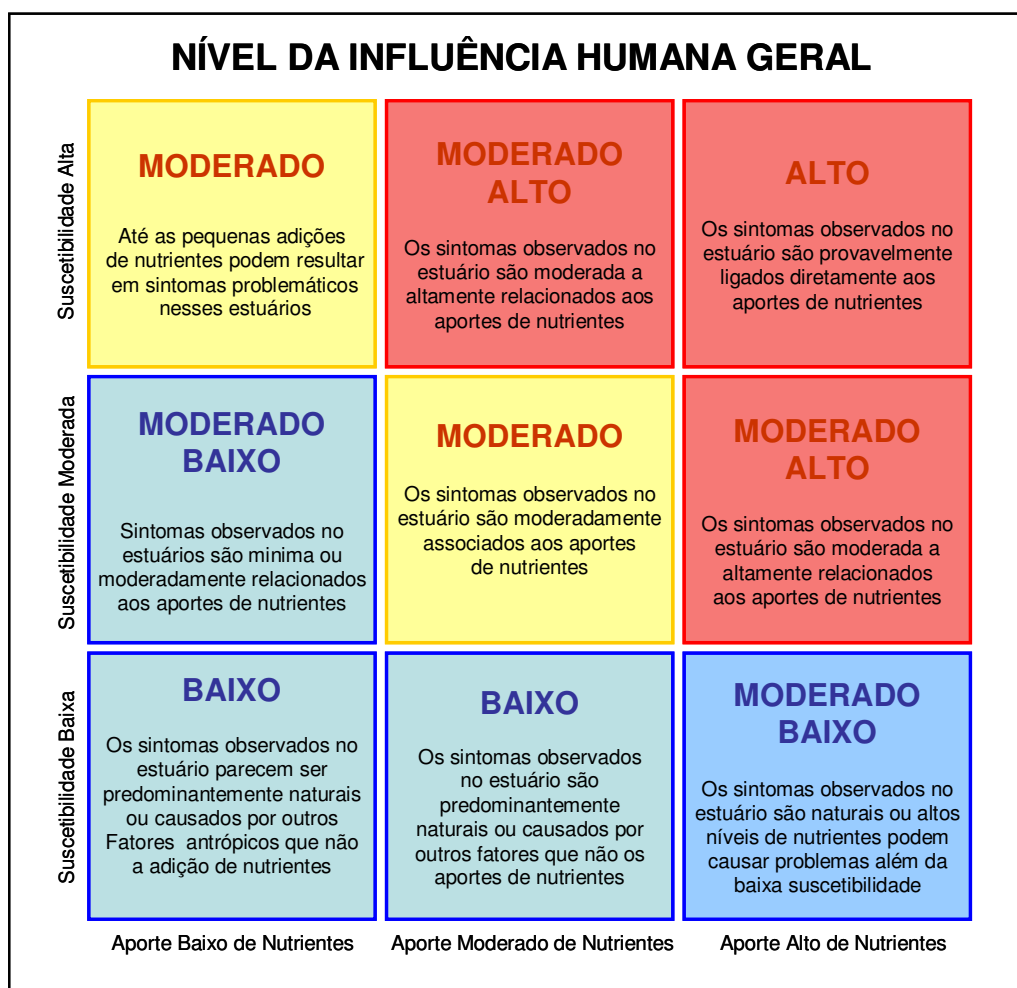 NÍVEL DA INFLUÊNCIA HUMANA GERAL
Suscetibilidade Alta
MODERADO
Até as pequenas adições
de nutrientes podem resultar
em sintomas problemáticos
nesses estuários
MODERADO
ALTO
Os sintomas observados no
estuário são moderada a
altamente relacionados aos
aportes de nutrientes
ALTO
Os sintomas observados no
estuário são provavelmente
ligados diretamente aos
aportes de nutrientes
Suscetibilidade Moderada
MODERADO
BAIXO
Sintomas observados no
estuários são minima ou
moderadamente relacionados
aos aportes de nutrientes
MODERADO
Os sintomas observados no
estuário são moderadamente
associados aos aportes
de nutrientes
MODERADO
ALTO
Os sintomas observados no
estuário são moderada a
altamente relacionados
aos aportes de nutrientes
Suscetibilidade Baixa
BAIXO
Os sintomas observados no
estuário parecem ser
predominantemente naturais
ou causados por outros
Fatores antrópicos que não
a adição de nutrientes
BAIXO
Os sintomas observados
no estuário são
predominantemente
naturais ou causados por
outros fatores que não os
aportes de nutrientes
MODERADO
BAIXO
Os sintomas observados no
estuário são naturais ou altos
níveis de nutrientes podem
causar problemas além da
baixa suscetibilidade
Aporte Baixo de Nutrientes
Aporte Moderado de Nutrientes
Aporte Alto de Nutrientes